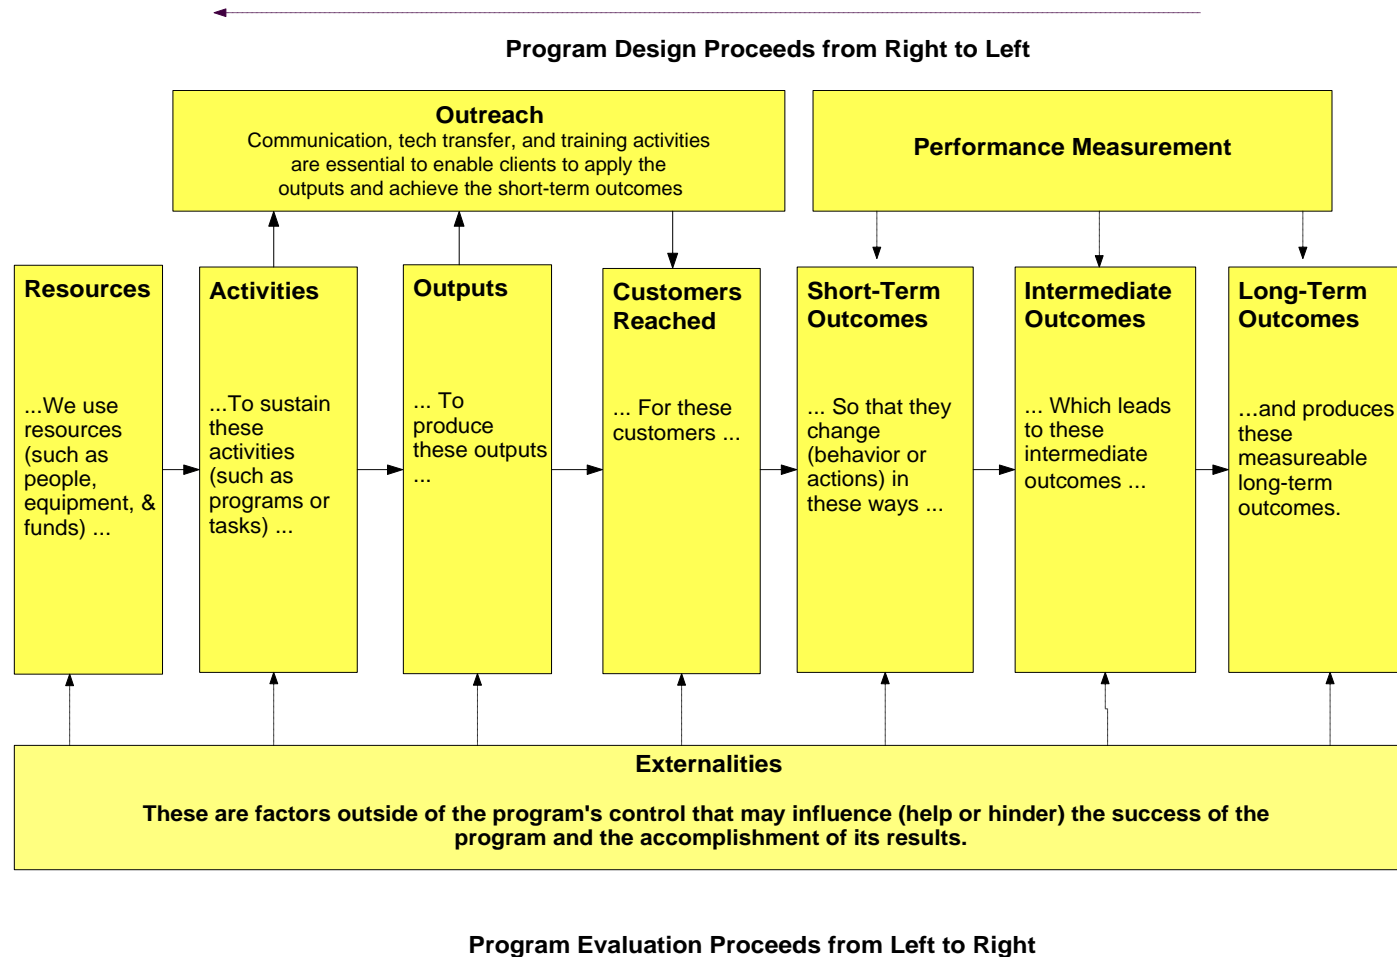 Program Design Proceeds from Right to Left
Outreach
Communication, tech transfer, and training activities
are essential to enable clients to apply the
outputs and achieve the short-term outcomes
Performance Measurement
Resources
...We use
resources
(such as
people,
equipment, &
funds) ...
Activities
...To sustain
these
activities
(such as
programs or
tasks) ...
Outputs
... To
produce
these outputs
...
Customers
Reached
... For these
customers ...
Short-Term
Outcomes
... So that they
change
(behavior or
actions) in
these ways ...
Intermediate
Outcomes
... Which leads
to these
intermediate
outcomes ...
Long-Term
Outcomes
...and produces
these
measureable
long-term
outcomes.
Externalities
These are factors outside of the program's control that may influence (help or hinder) the success of the
program and the accomplishment of its results.
Program Evaluation Proceeds from Left to Right